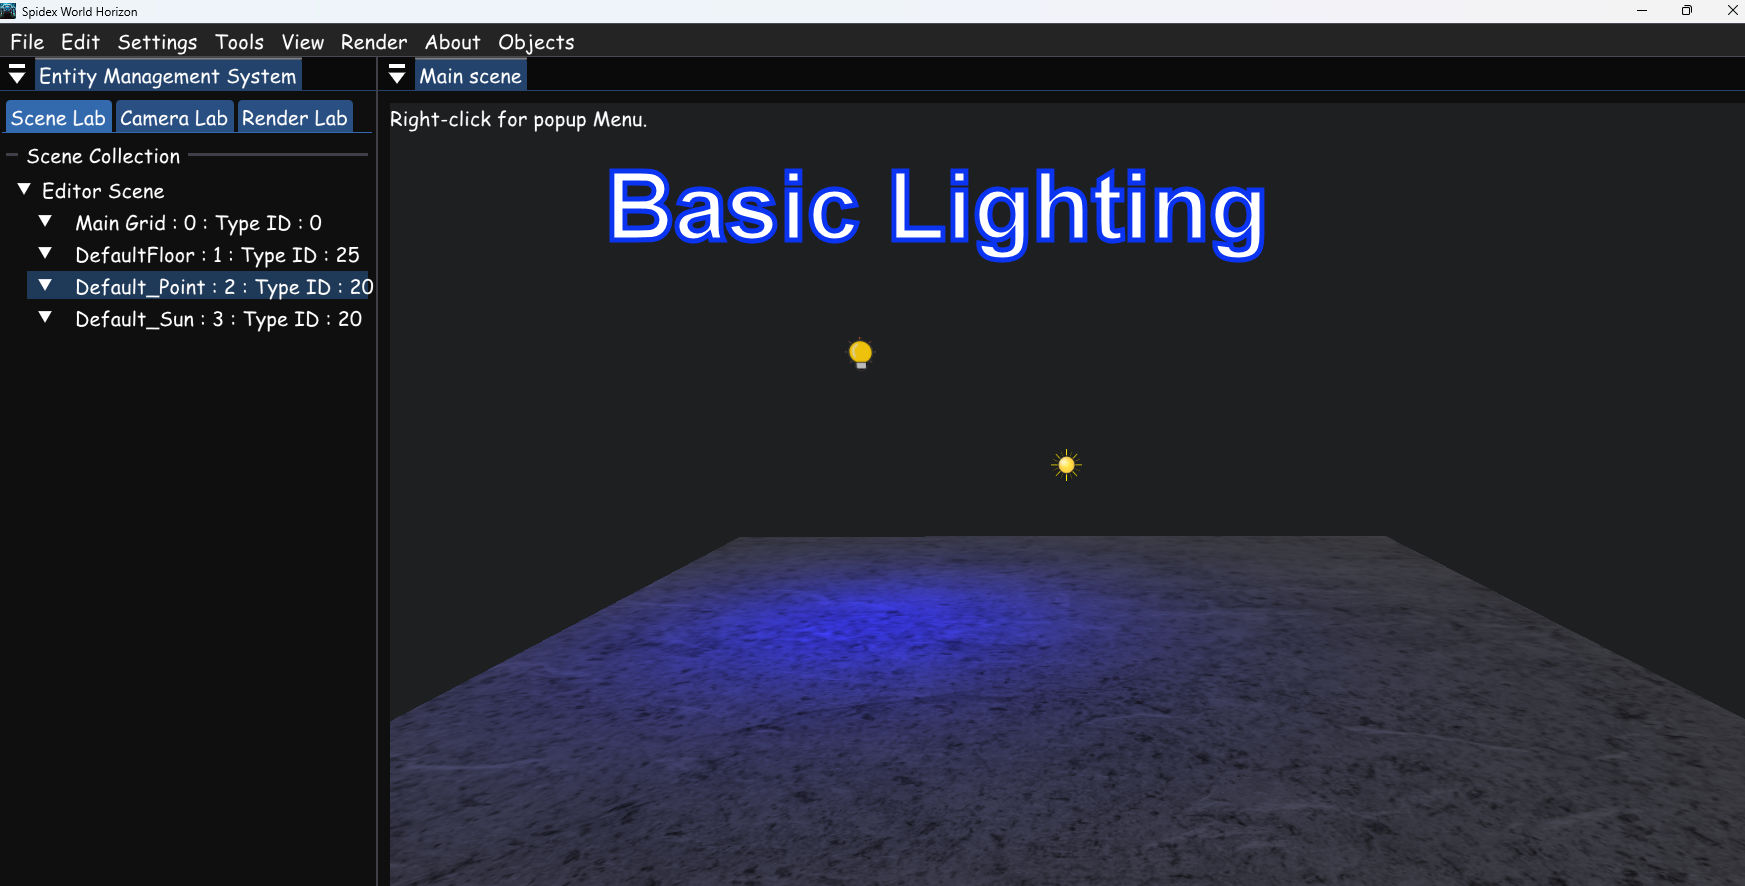 Spidex World Horizon
File Edit Settings Tools View Render About Objects
Entity Management System
Main scene
Scene Lab Camera Lab Render Lab
Scene Collection
Editor Scene
Main Grid : 0 : Type ID : 0
DefaultFloor : 1 : Type ID : 25
Default_Point : 2 : Type ID : 20
Default_Sun : 3 : Type ID : 20
Right-click for popup Menu.
Basic Lighting